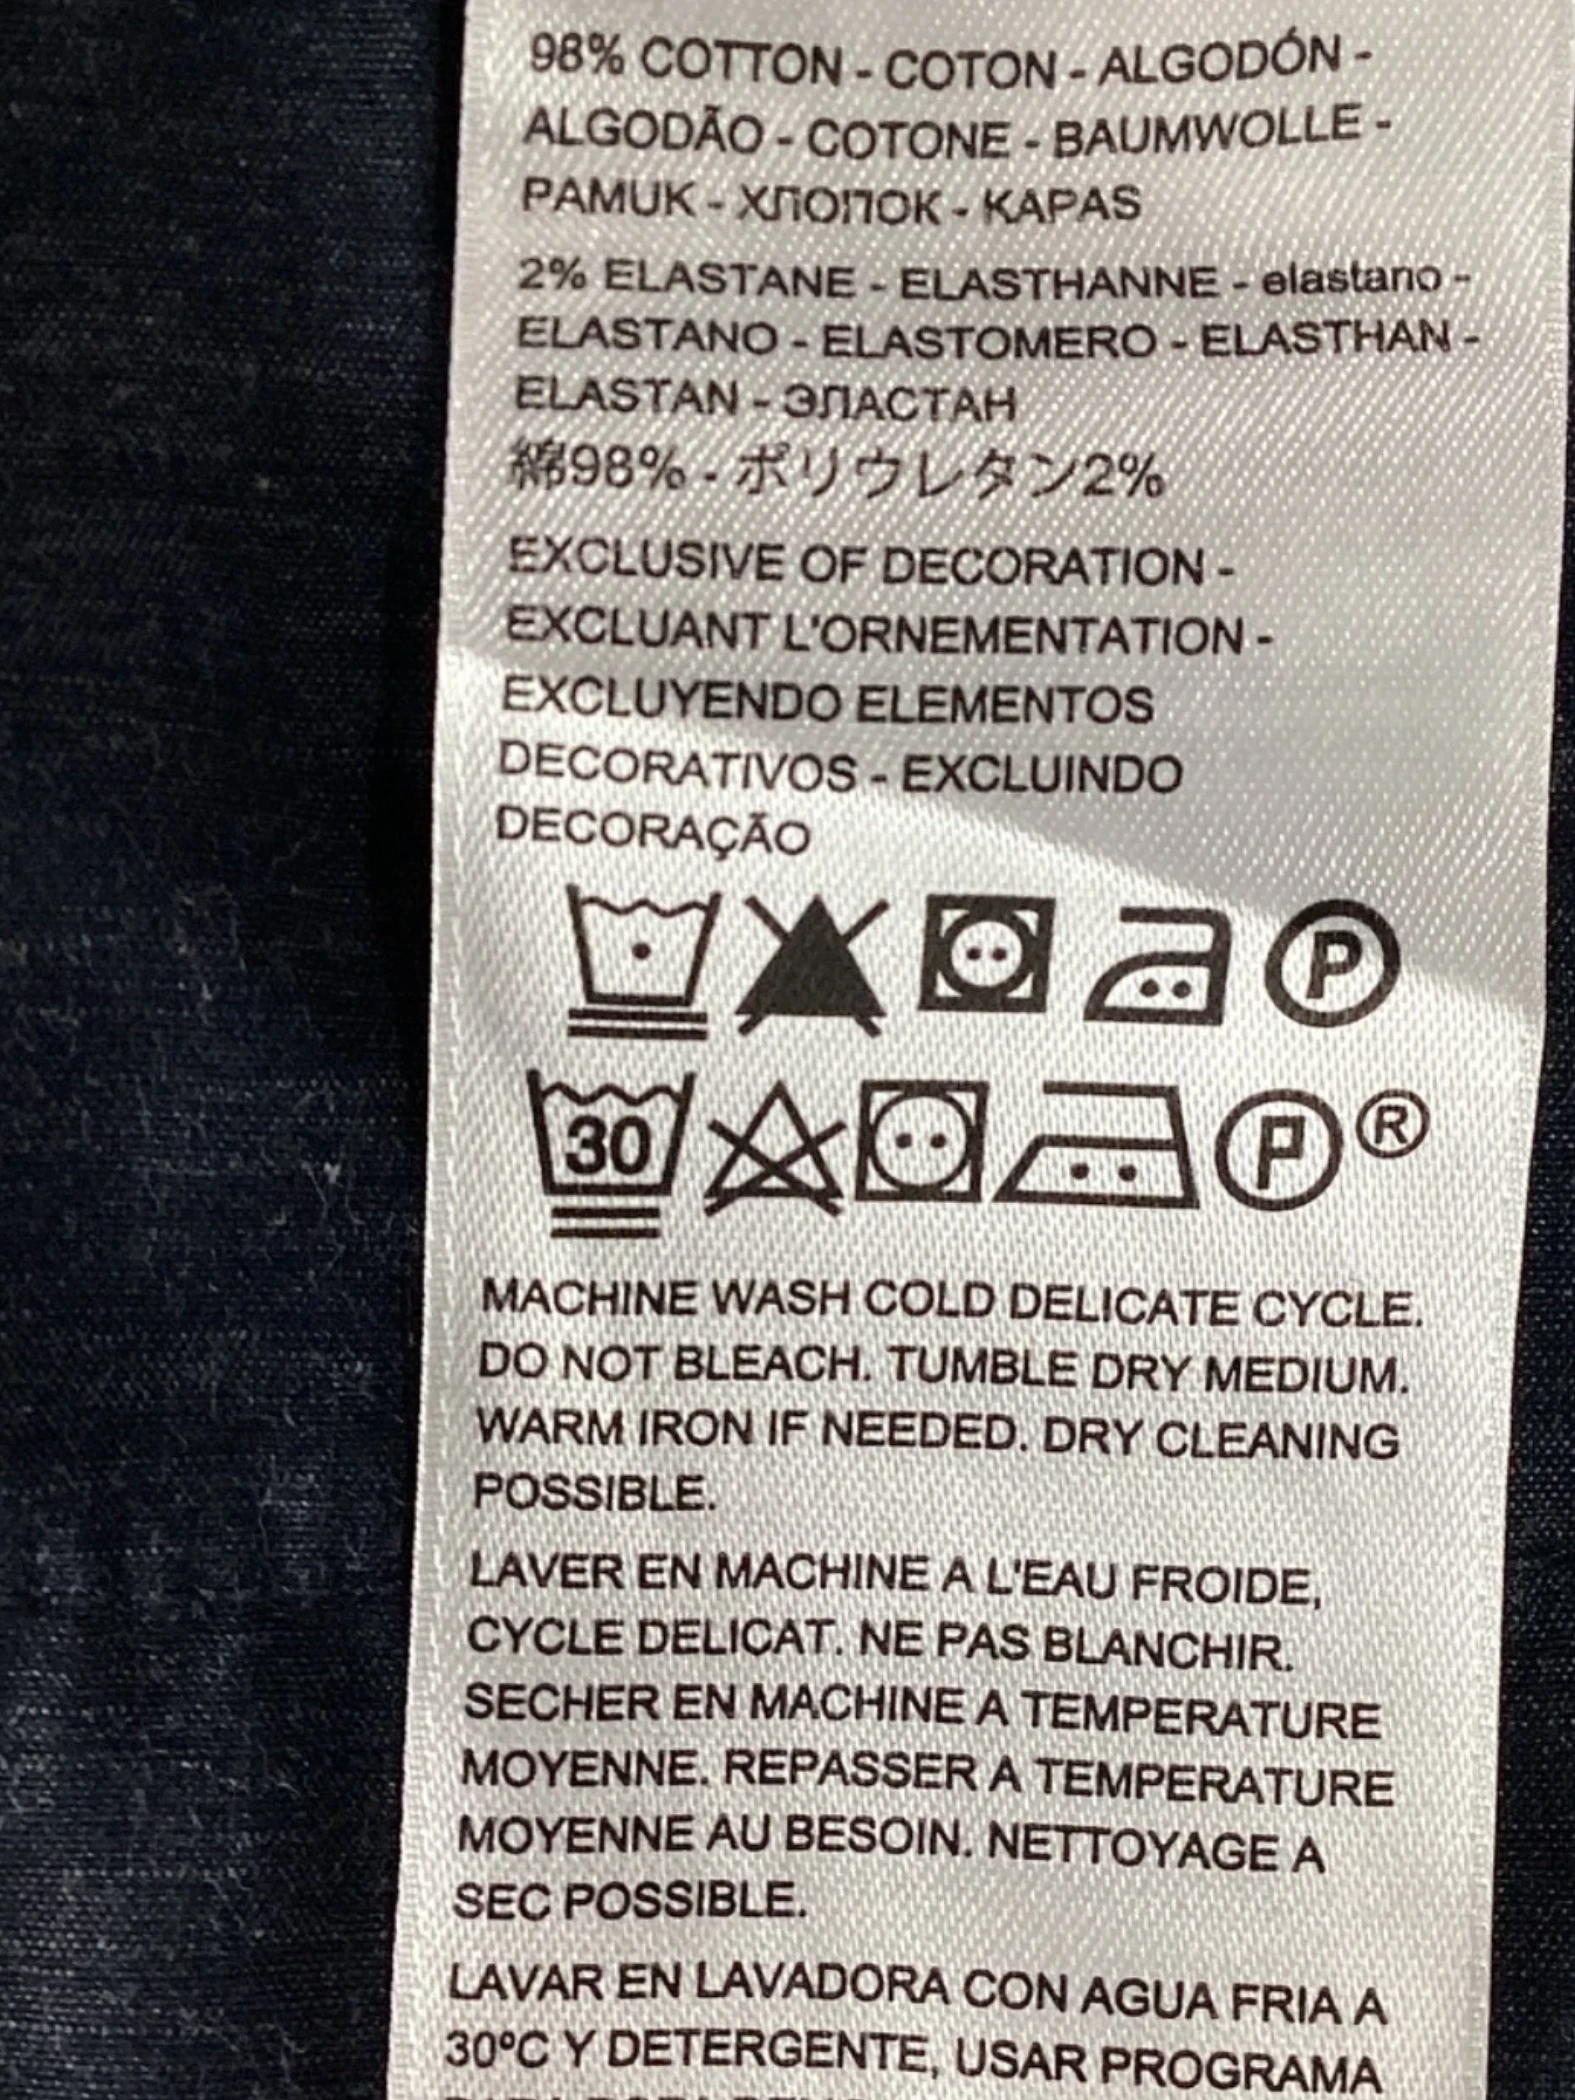 98% COTTON - COTON - ALGODÓN -
ALGODÃO - COTONE - BAUMWOLLE -
PAMUK - ХЛОПОК - KAPAS
2% ELASTANE - ELASTHANNE - elastano -
ELASTANO - ELASTOMERO - ELASTHAN -
ELASTAN - ЭЛАСТАН
綿98% - ポリウレタン2%
EXCLUSIVE OF DECORATION -
EXCLUANT L'ORNEMENTATION -
EXCLUYENDO ELEMENTOS
DECORATIVOS - EXCLUINDO
DECORAÇÃO
P
30 P ®
MACHINE WASH COLD DELICATE CYCLE.
DO NOT BLEACH. TUMBLE DRY MEDIUM.
WARM IRON IF NEEDED. DRY CLEANING
POSSIBLE.
LAVER EN MACHINE A L'EAU FROIDE,
CYCLE DELICAT. NE PAS BLANCHIR.
SECHER EN MACHINE A TEMPERATURE
MOYENNE. REPASSER A TEMPERATURE
MOYENNE AU BESOIN. NETTOYAGE A
SEC POSSIBLE.
LAVAR EN LAVADORA CON AGUA FRIA A
30ºC Y DETERGENTE, USAR PROGRAMA